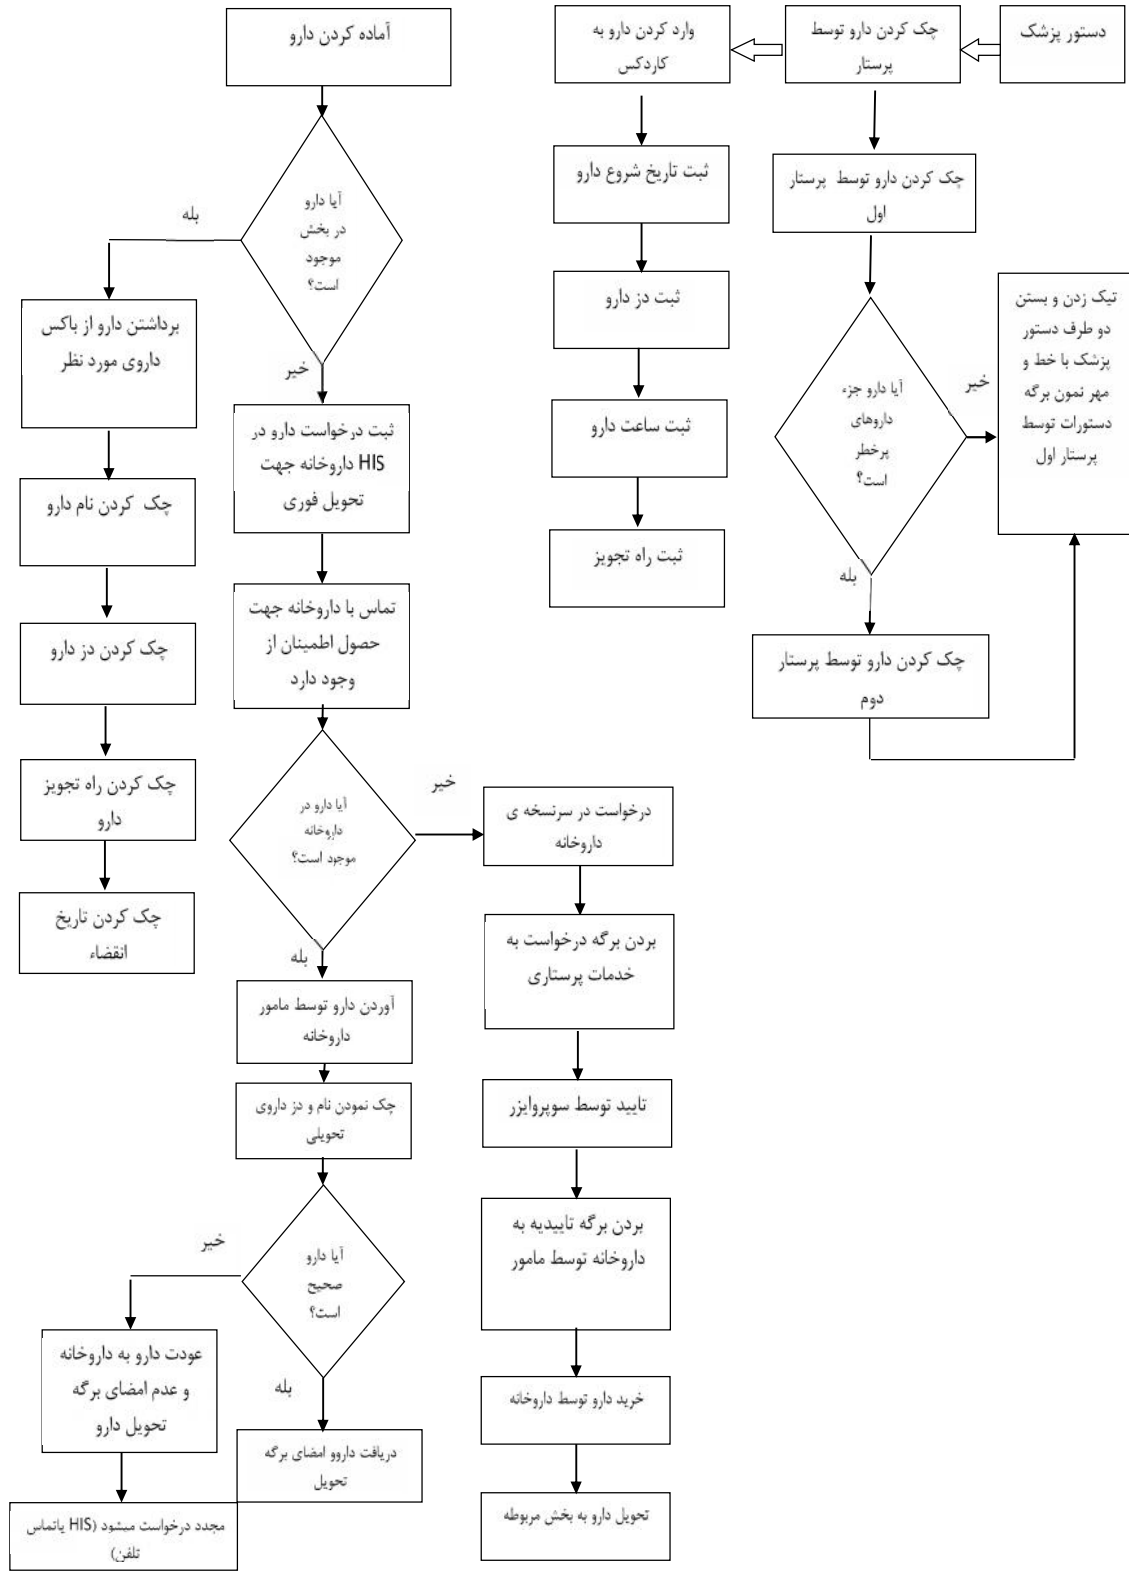 دستور پزشک
چک کردن دارو توسط
پرستار
وارد کردن دارو به
کاردکس
چک کردن دارو توسط پرستار
اول
آیا دارو جزء
داروهای
پرخطر
است؟
خیر
تیک زدن و بستن
دو طرف دستور
پزشک با خط و
مهر نمون برگه
دستورات توسط
پرستار اول
بله
چک کردن دارو توسط پرستار
دوم
ثبت تاریخ شروع دارو
ثبت دز دارو
ثبت ساعت دارو
ثبت راه تجویز
آماده کردن دارو
آیا دارو
در بخش
موجود
است؟
بله
برداشتن دارو از باکس
داروی مورد نظر
چک کردن نام دارو
چک کردن دز دارو
چک کردن راه تجویز
دارو
چک کردن تاریخ
انقضاء
خیر
ثبت درخواست دارو در
HIS داروخانه جهت
تحویل فوری
تماس با داروخانه جهت
حصول اطمینان از
وجود دارد
آیا دارو در
داروخانه
موجود است؟
خیر
درخواست در سرنسخه ی
داروخانه
بردن برگه درخواست به
خدمات پرستاری
تایید توسط سوپروایزر
بردن برگه تاییدیه به
داروخانه توسط مامور
خرید دارو توسط داروخانه
تحویل دارو به بخش مربوطه
بله
آوردن دارو توسط مامور
داروخانه
چک نمودن نام و دز داروی
تحویلی
آیا دارو
صحیح
است؟
خیر
عودت دارو به داروخانه
و عدم امضای برگه
تحویل دارو
مجدد درخواست میشود (HIS یاتماس
تلفن)
بله
دریافت داروو امضای برگه
تحویل